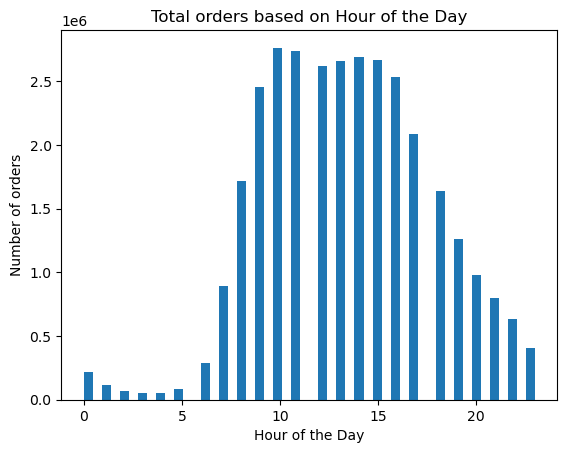 Total orders based on Hour of the Day
1e6
2.5
2.0
1.5
1.0
0.5
0.0
Number of orders
0 5 10 15 20
Hour of the Day